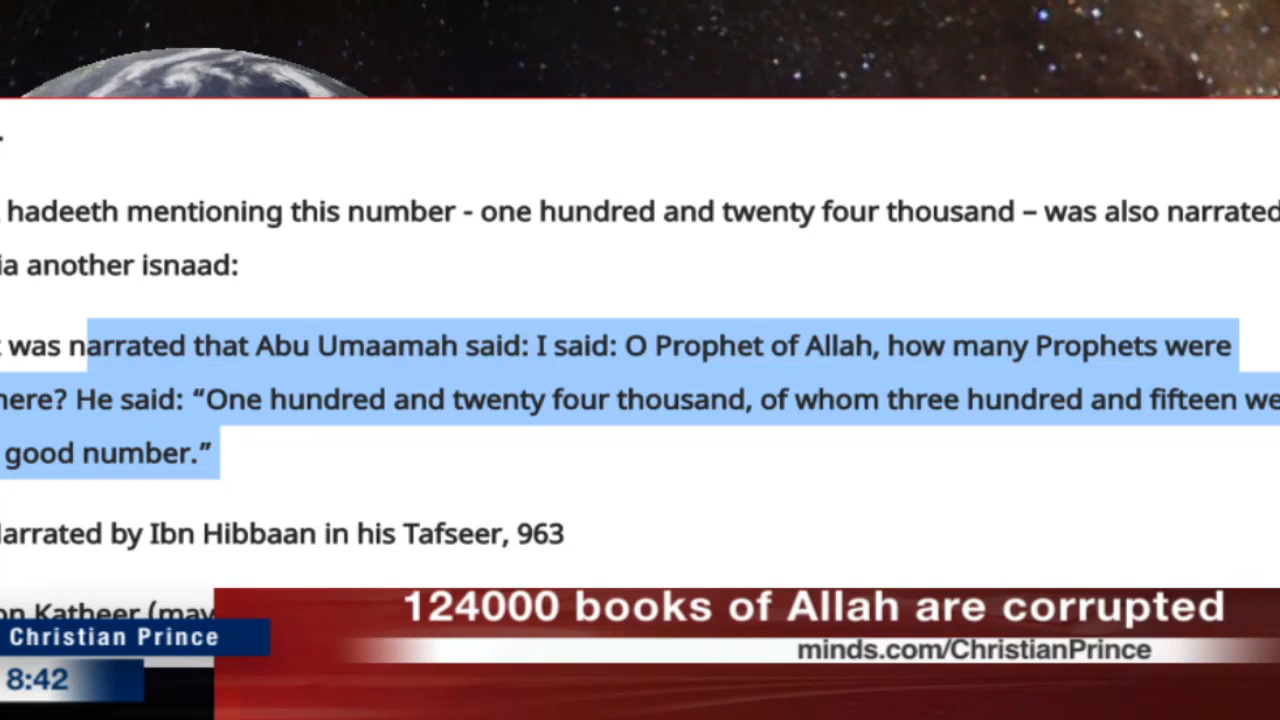 hadeeth mentioning this number - one hundred and twenty four thousand – was also narrated
ia another isnaad:
was narrated that Abu Umaamah said: I said: O Prophet of Allah, how many Prophets were
here? He said: “One hundred and twenty four thousand, of whom three hundred and fifteen we
good number.”
Narrated by Ibn Hibbaan in his Tafseer, 963
Katheer (may
124000 books of Allah are corrupted
Christian Prince
minds.com/ChristianPrince
8:42